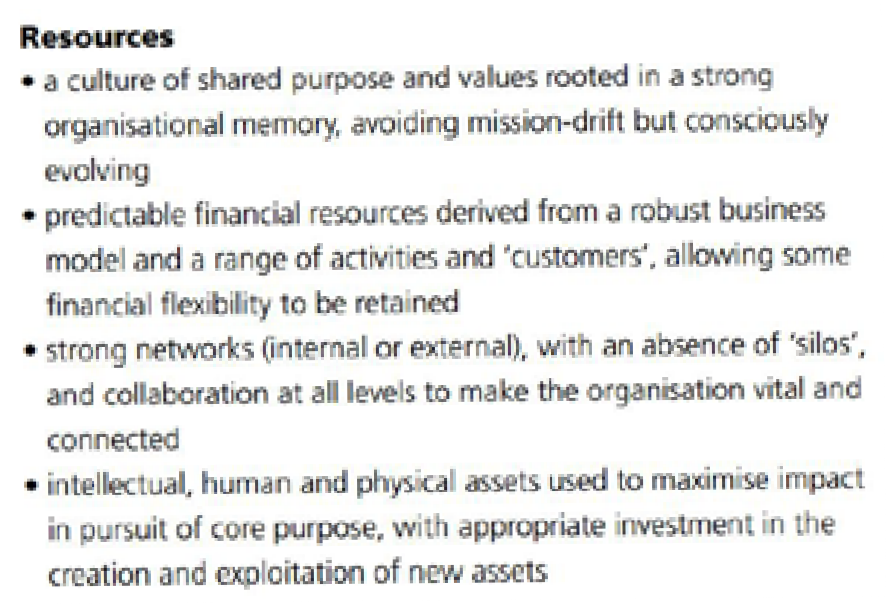 Resources
• a culture of shared purpose and values rooted in a strong
organisational memory, avoiding mission-drift but consciously
evolving
• predictable financial resources derived from a robust business
model and a range of activities and 'customers', allowing some
financial flexibility to be retained
• strong networks (internal or external), with an absence of 'silos',
and collaboration at all levels to make the organisation vital and
connected
• intellectual, human and physical assets used to maximise impact
in pursuit of core purpose, with appropriate investment in the
creation and exploitation of new assets